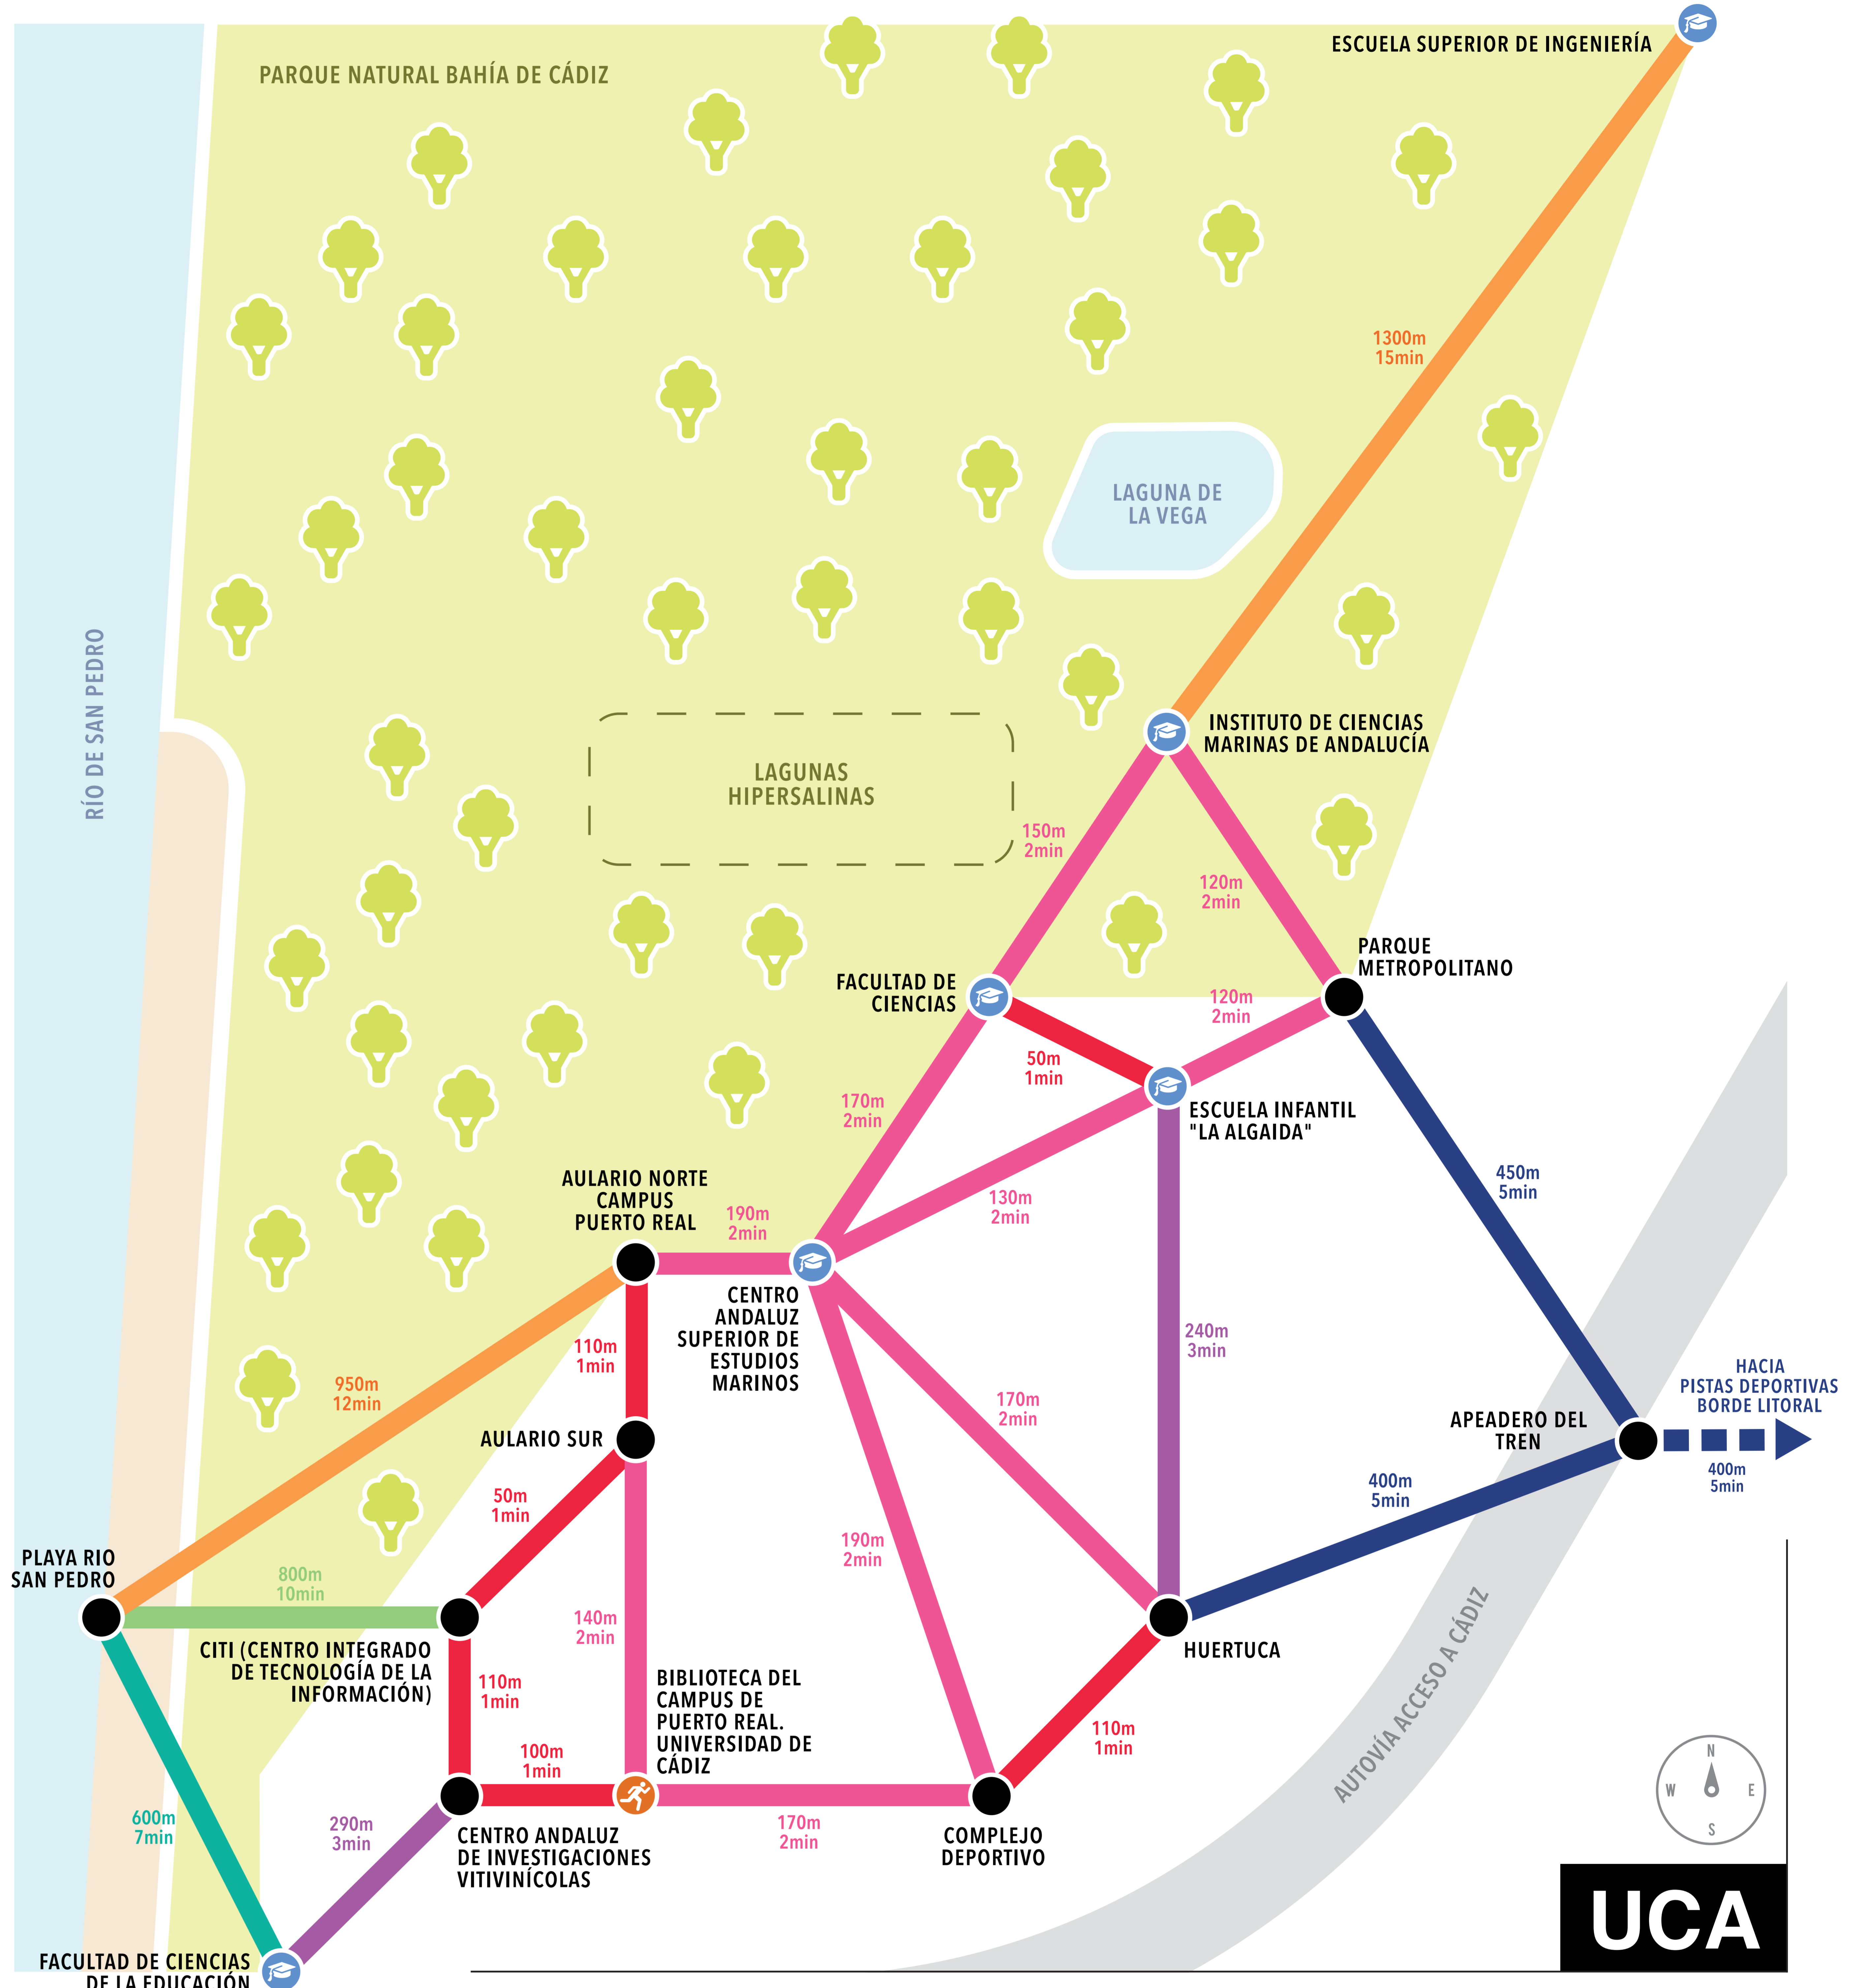 ESCUELA SUPERIOR DE INGENIERÍA
PARQUE NATURAL BAHÍA DE CÁDIZ
1300m
15min
LAGUNA DE
LA VEGA
RÍO DE SAN PEDRO
INSTITUTO DE CIENCIAS
MARINAS DE ANDALUCÍA
LAGUNAS
HIPERSALINAS
150m
2min
120m
2min
PARQUE
METROPOLITANO
FACULTAD DE
CIENCIAS
120m
2min
50m
1min
170m
2min
ESCUELA INFANTIL
"LA ALGAIDA"
450m
5min
AULARIO NORTE
CAMPUS
PUERTO REAL
190m
2min
130m
2min
CENTRO
ANDALUZ
SUPERIOR DE
ESTUDIOS
MARINOS
110m
1min
240m
3min
950m
12min
170m
2min
HACIA
PISTAS DEPORTIVAS
BORDE LITORAL
APEADERO DEL
TREN
400m
5min
AULARIO SUR
400m
5min
50m
1min
190m
2min
PLAYA RIO
SAN PEDRO
800m
10min
140m
2min
CITI (CENTRO INTEGRADO
DE TECNOLOGÍA DE LA
INFORMACIÓN)
HUERTUCA
AUTOVÍA ACCESO A CÁDIZ
110m
1min
BIBLIOTECA DEL
CAMPUS DE
PUERTO REAL.
UNIVERSIDAD DE
CÁDIZ
110m
1min
100m
1min
N
W
E
S
600m
7min
290m
3min
CENTRO ANDALUZ
DE INVESTIGACIONES
VITIVINÍCOLAS
170m
2min
COMPLEJO
DEPORTIVO
UCA
FACULTAD DE CIENCIAS
DE LA EDUCACIÓN